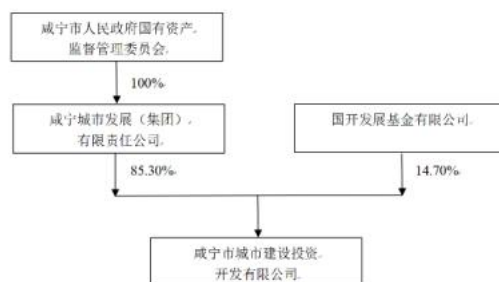 咸宁市人民政府国有资产
监督管理委员会
100%
咸宁城市发展（集团）
有限责任公司
国开发展基金有限公司
85.30%
14.70%
咸宁市城市建设投资
开发有限公司